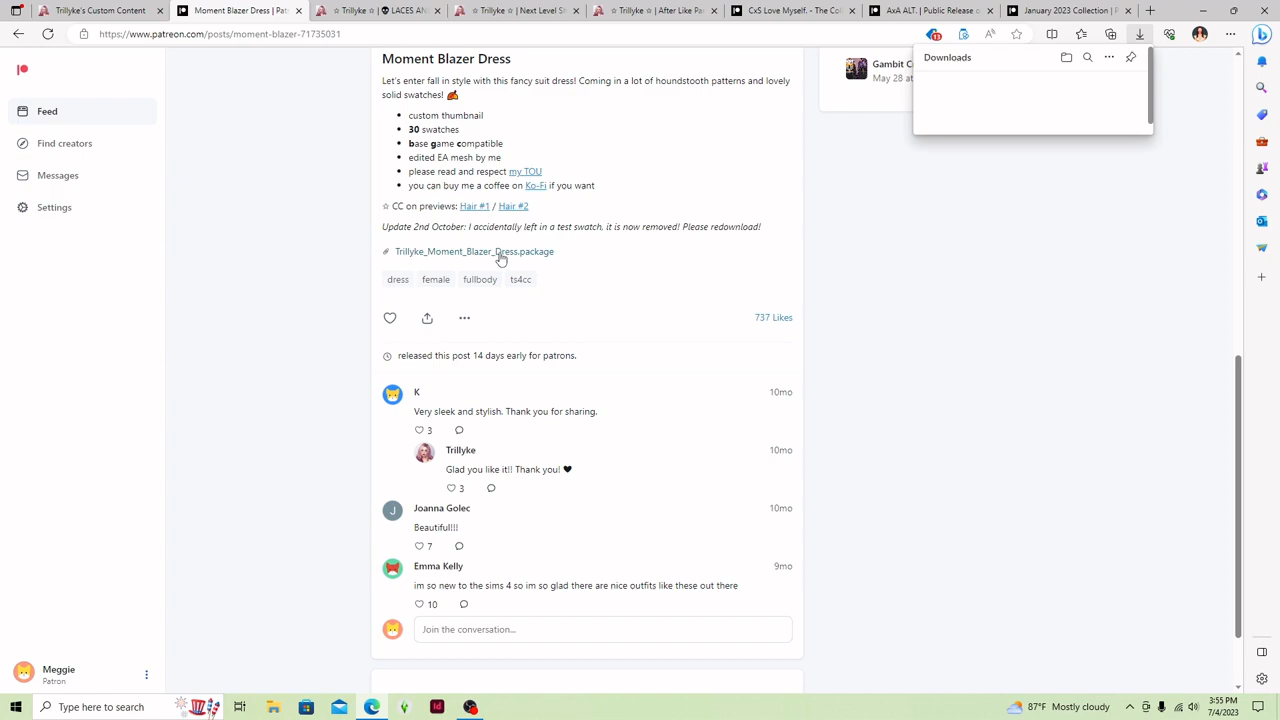 Trillyke's Custom Content
Moment Blazer Dress | Patr
☆ Trillyke ☆ | 💀 LACES AN
☆ Trillyke ☆ | Next Level Sh
☆ Trillyke ☆ | After Like Par
CxS Love Myself. - The Coll
AxA ALT. | Public Release o
January 2023 Collection | P
https://www.patreon.com/posts/moment-blazer-71735031
13
Downloads
Feed
Find creators
Messages
Settings
Meggie
Patron
Moment Blazer Dress
Let's enter fall in style with this fancy suit dress! Coming in a lot of houndstooth patterns and lovely
solid swatches! 🍂
• custom thumbnail
• 30 swatches
• base game compatible
• edited EA mesh by me
• please read and respect my TOU
• you can buy me a coffee on Ko-Fi if you want
☆ CC on previews: Hair #1 / Hair #2
Update 2nd October: I accidentally left in a test swatch, it is now removed! Please redownload!
Trillyke_Moment_Blazer_Dress.package
dress female fullbody ts4cc
737 Likes
released this post 14 days early for patrons.
K 10mo
Very sleek and stylish. Thank you for sharing.
3
Trillyke 10mo
Glad you like it!! Thank you! ♥
3
J
Joanna Golec 10mo
Beautiful!!!
7
Emma Kelly 9mo
im so new to the sims 4 so im so glad there are nice outfits like these out there
10
Join the conversation...
Gambit C
May 28 at
Type here to search
Id
87°F Mostly cloudy
3:55 PM
7/4/2023